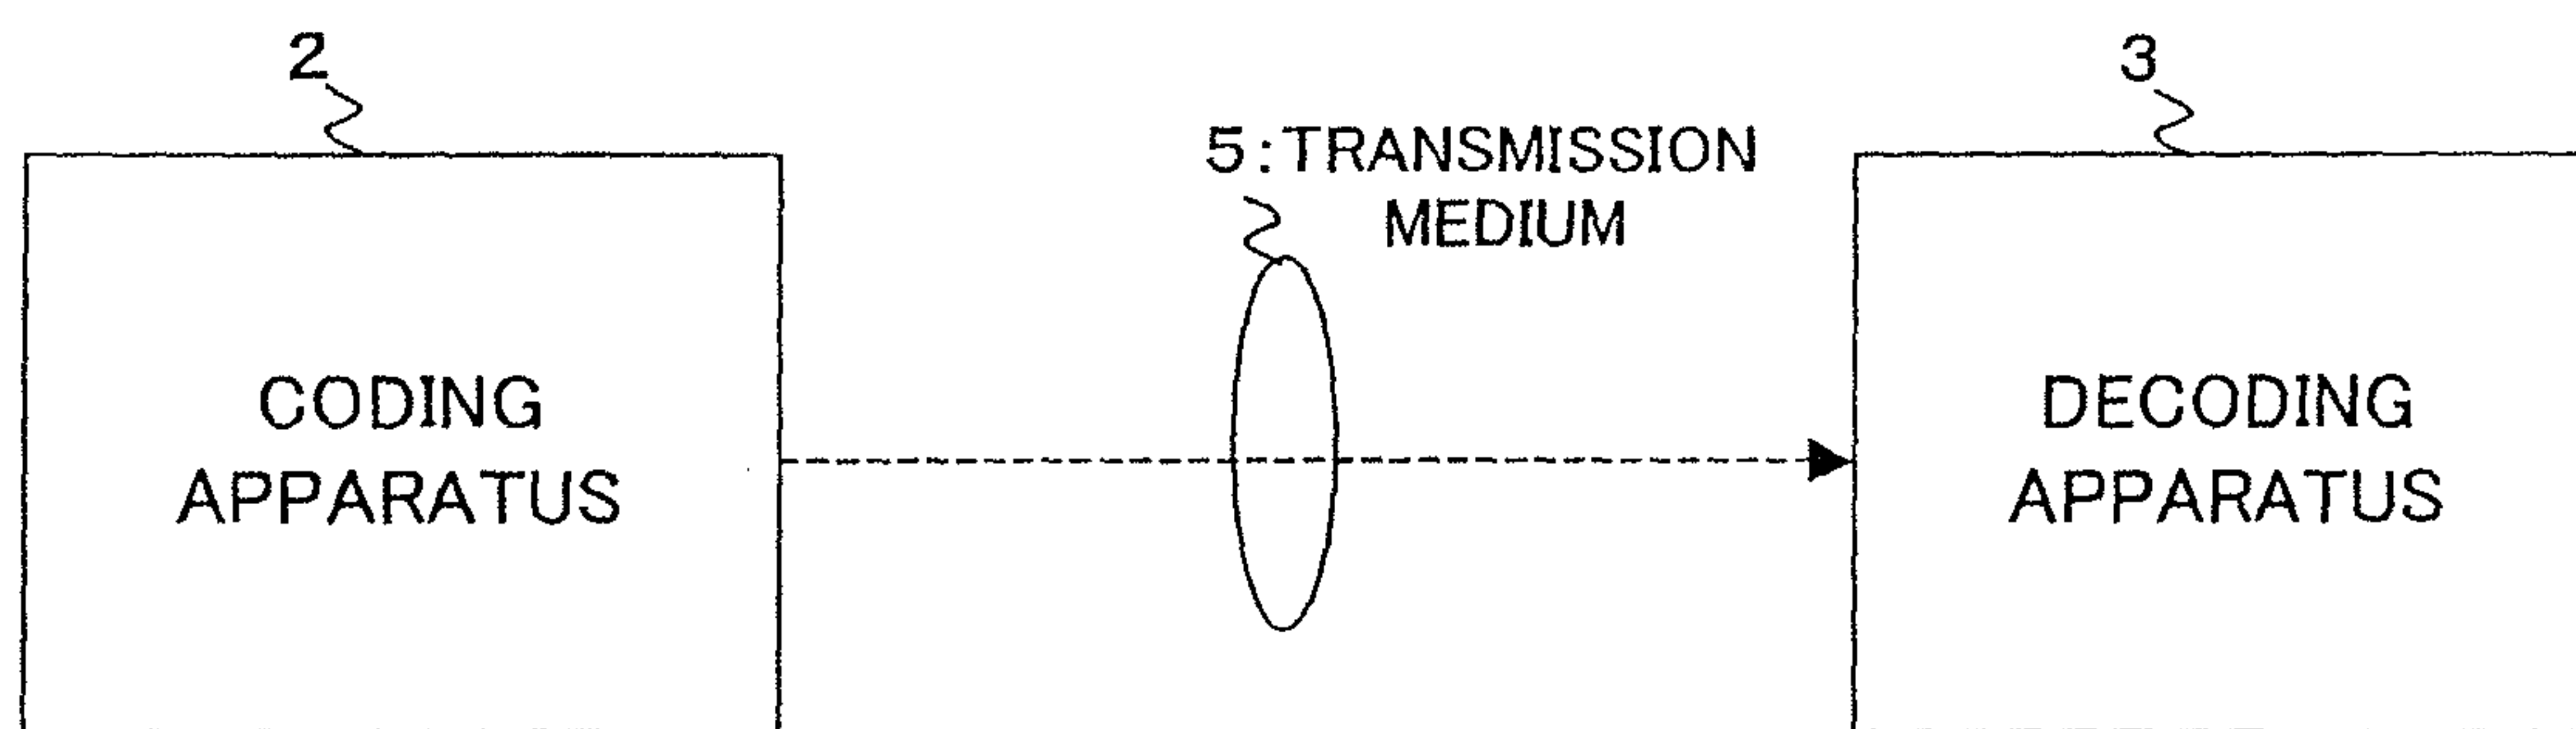 2
3
5:TRANSMISSION
MEDIUM
CODING
APPARATUS
DECODING
APPARATUS